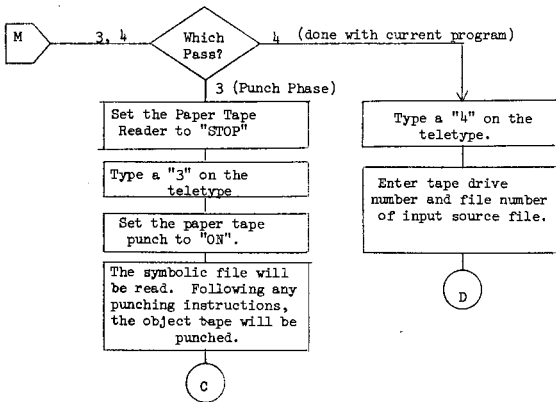 M
3, 4
Which
Pass?
4 (done with current program)
3 (Punch Phase)
Set the Paper Tape
Reader to "STOP"
Type a "3" on the
teletype
Set the paper tape
punch to "ON".
The symbolic file will
be read. Following any
punching instructions,
the object tape will be
punched.
C
Type a "4" on the
teletype.
Enter tape drive
number and file number
of input source file.
D